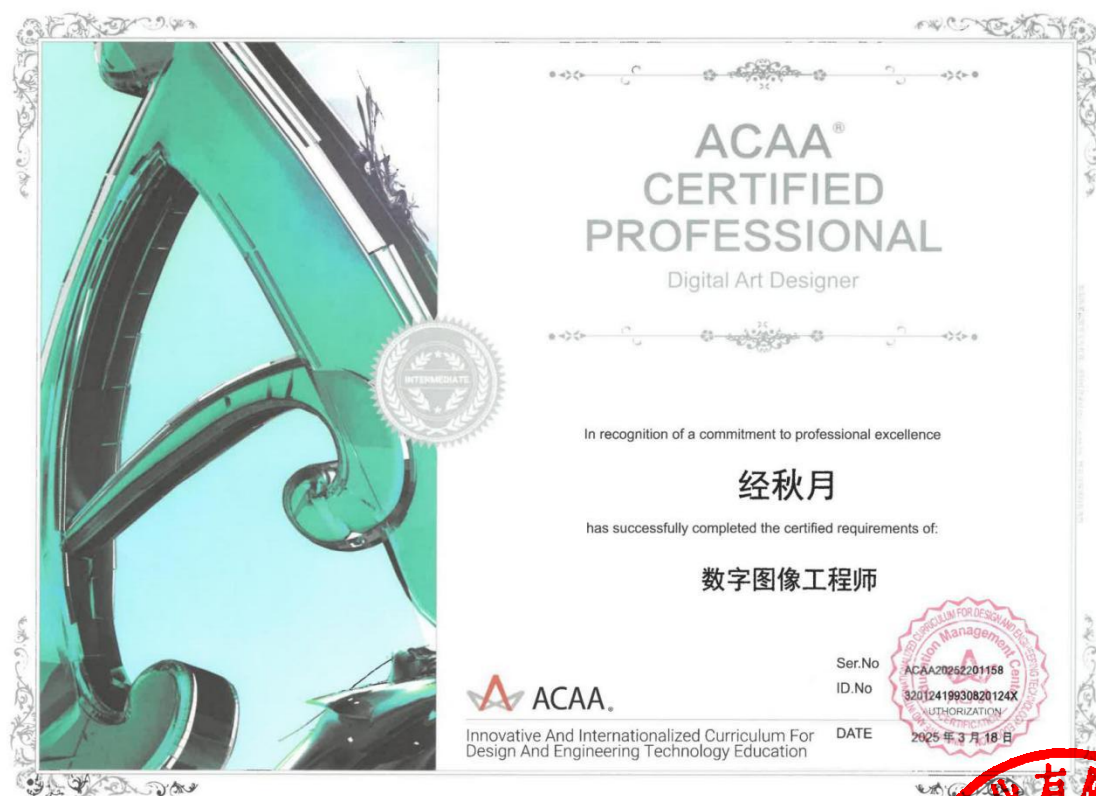 ACAA®
CERTIFIED
PROFESSIONAL
Digital Art Designer
INTERMEDIATE
In recognition of a commitment to professional excellence
经秋月
has successfully completed the certified requirements of:
数字图像工程师
Ser.No ACAA20252201158
ID.No 32012419930820124X
AUTHORIZATION
DATE 2025 年 3 月 18 日
ACAA.
Innovative And Internationalized Curriculum For
Design And Engineering Technology Education